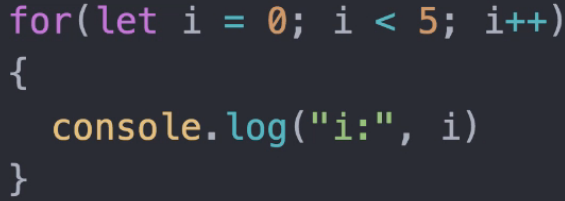 for(let i = 0; i < 5; i++)
{
  console.log("i:", i)
}